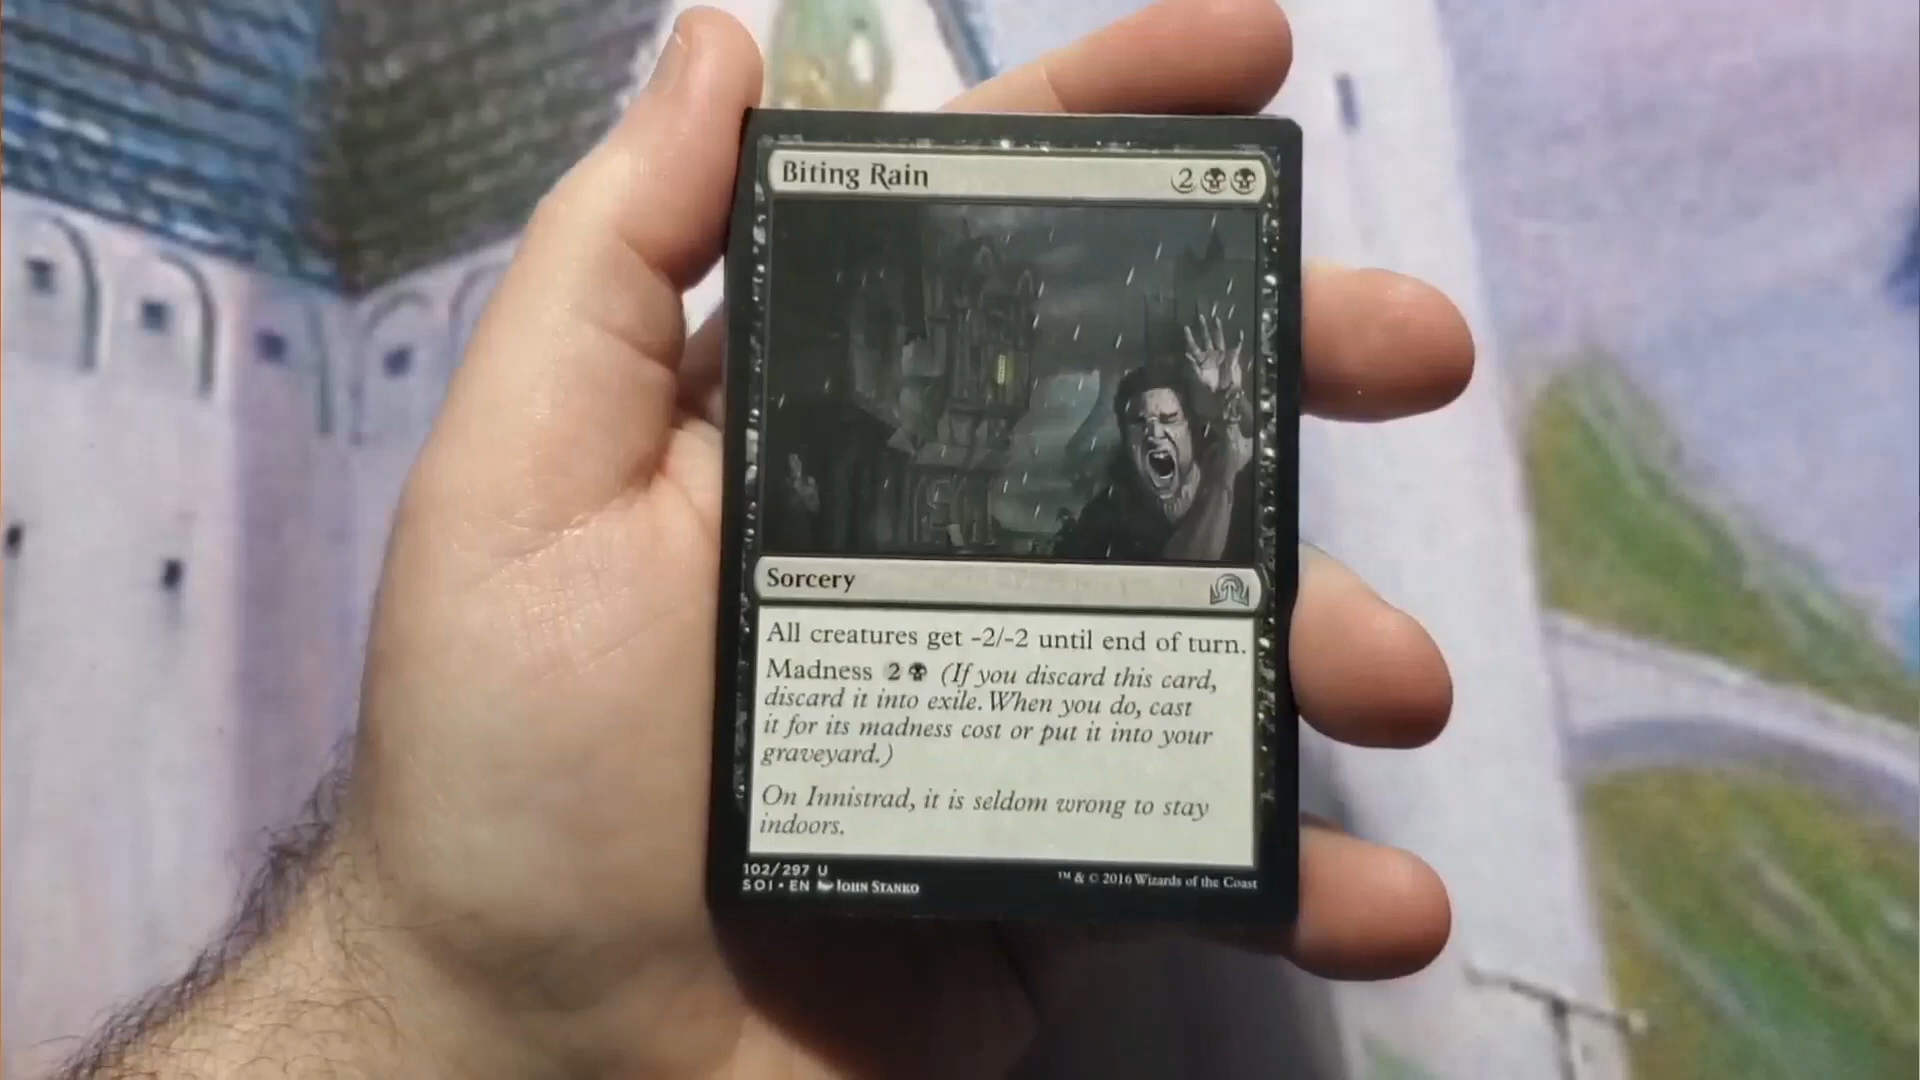 Biting Rain 2
Sorcery
All creatures get -2/-2 until end of turn.
Madness 2 (If you discard this card,
discard it into exile. When you do, cast
it for its madness cost or put it into your
graveyard.)
On Innistrad, it is seldom wrong to stay
indoors.
102/297 U
SOI • EN John Stanko
™ & © 2016 Wizards of the Coast